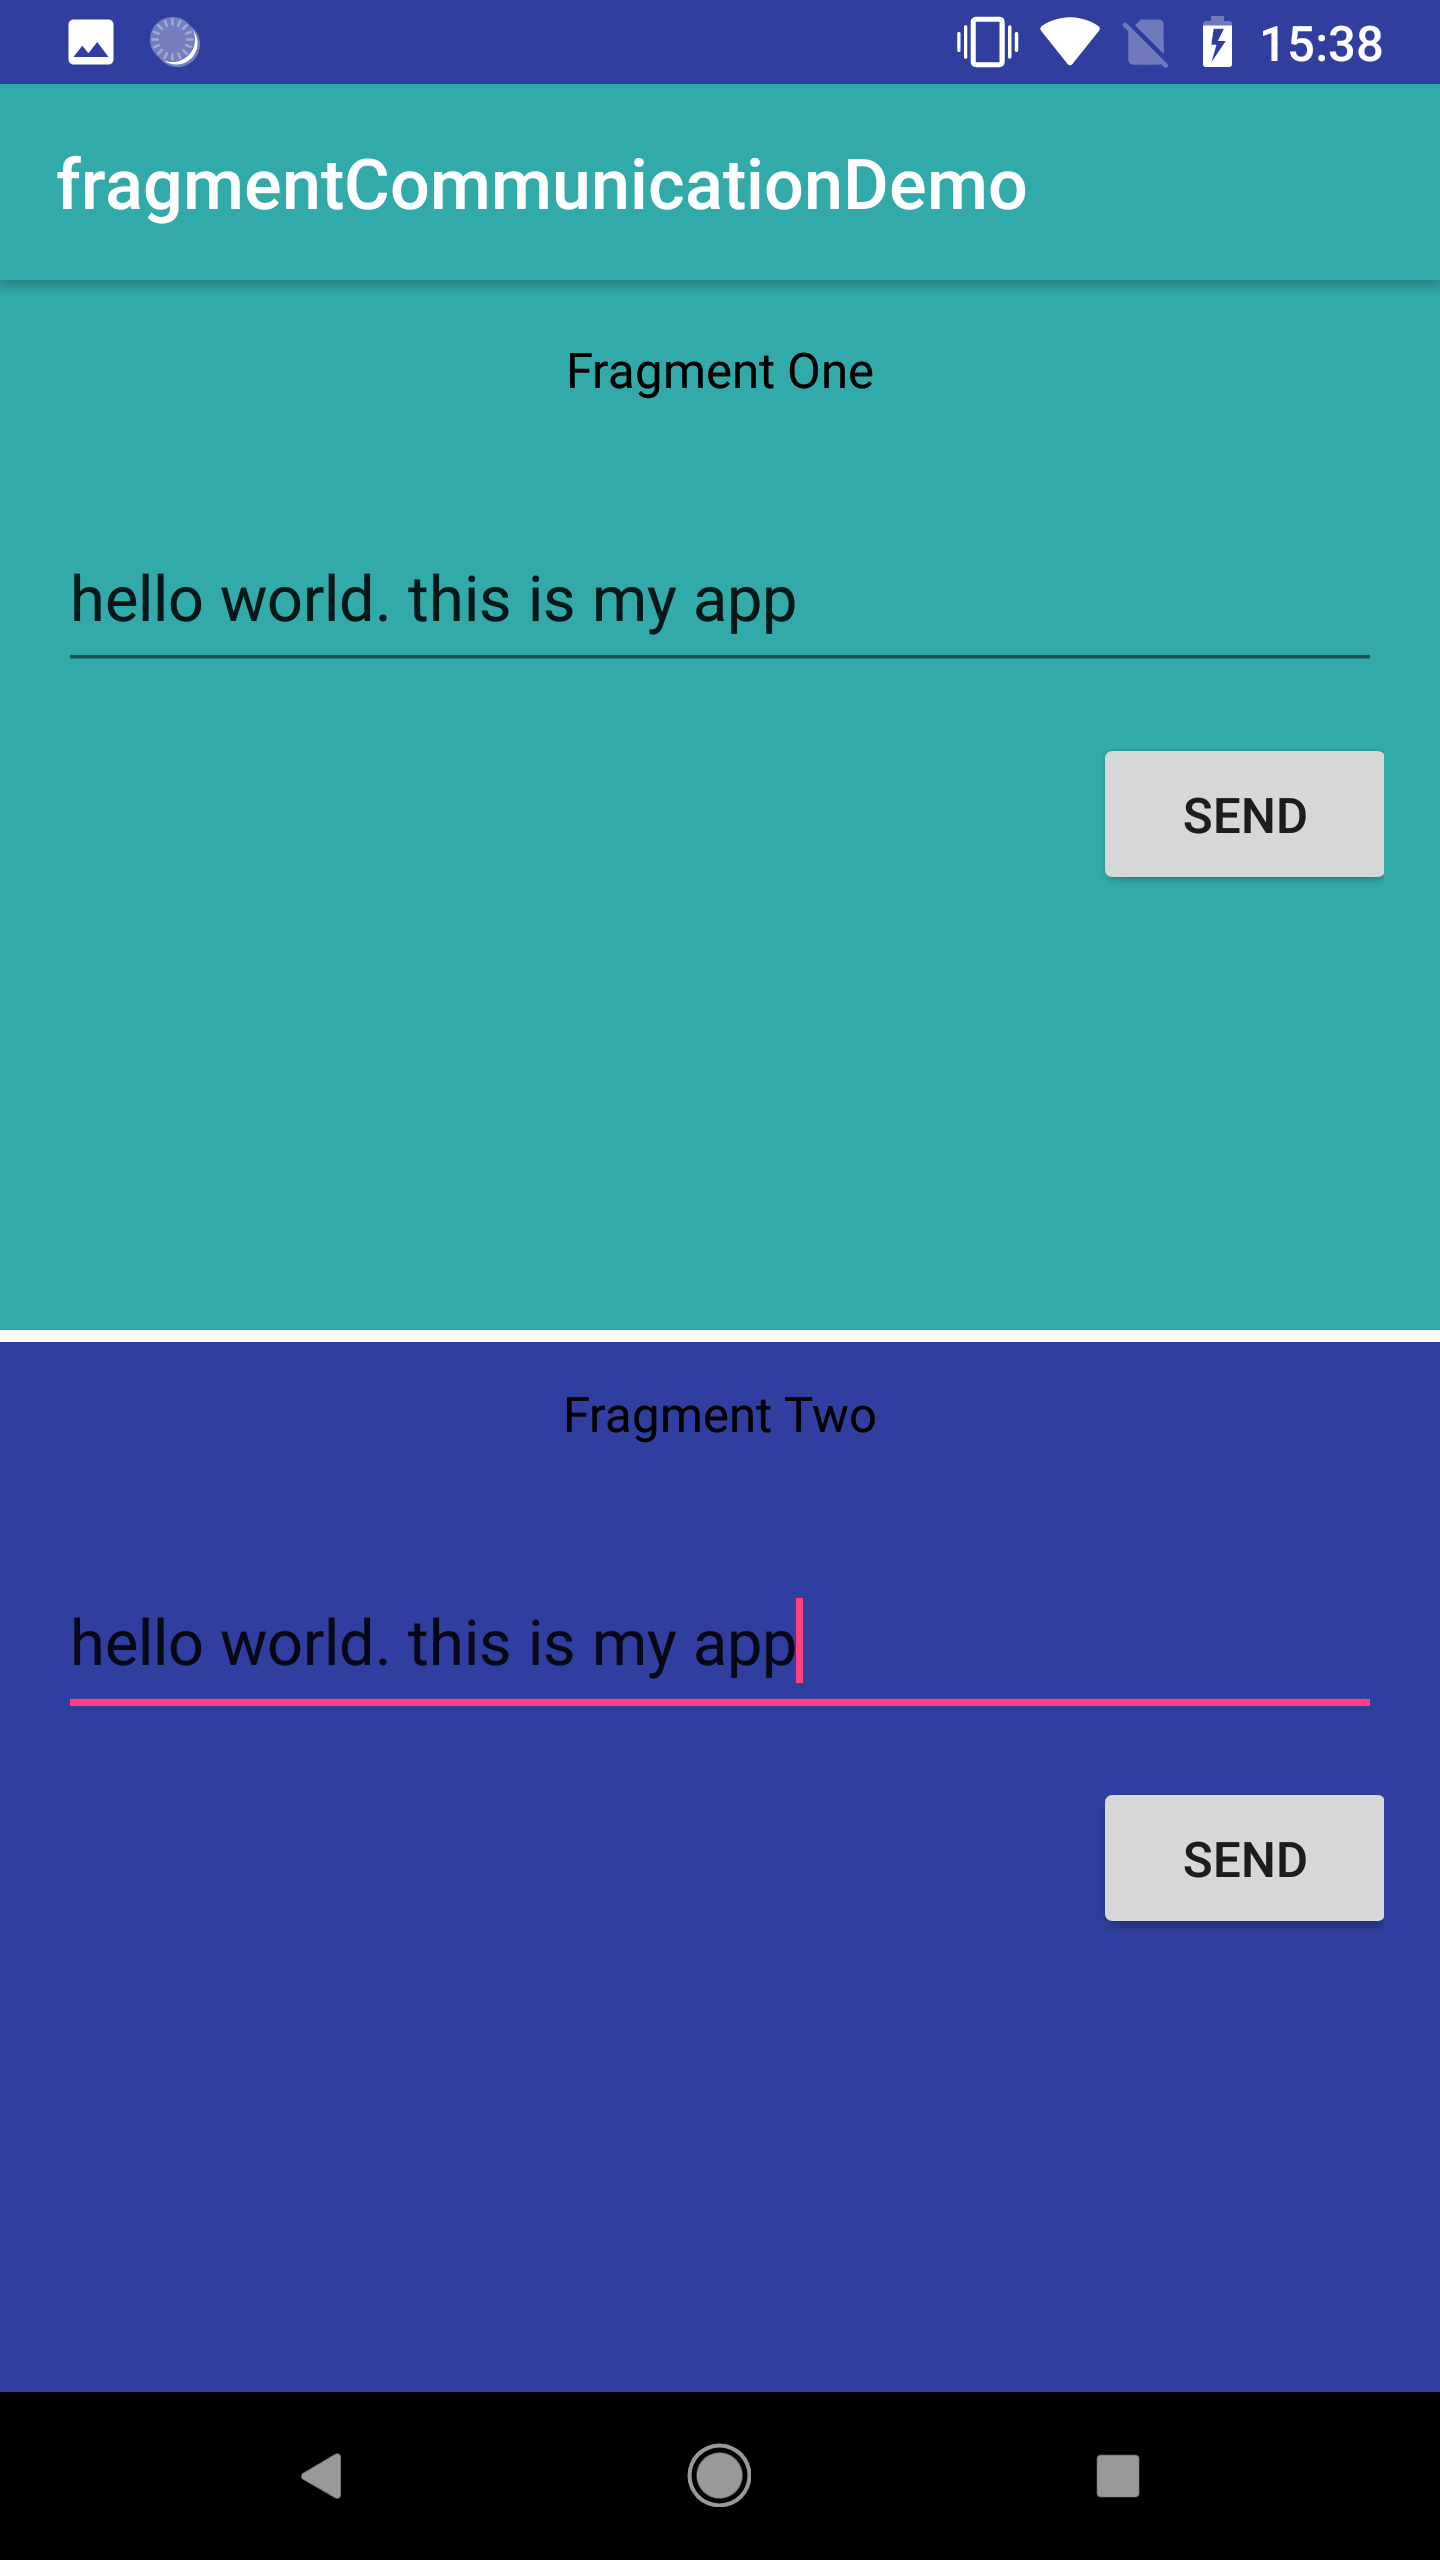 15:38
fragmentCommunicationDemo
Fragment One
hello world. this is my app
SEND
Fragment Two
hello world. this is my app
SEND